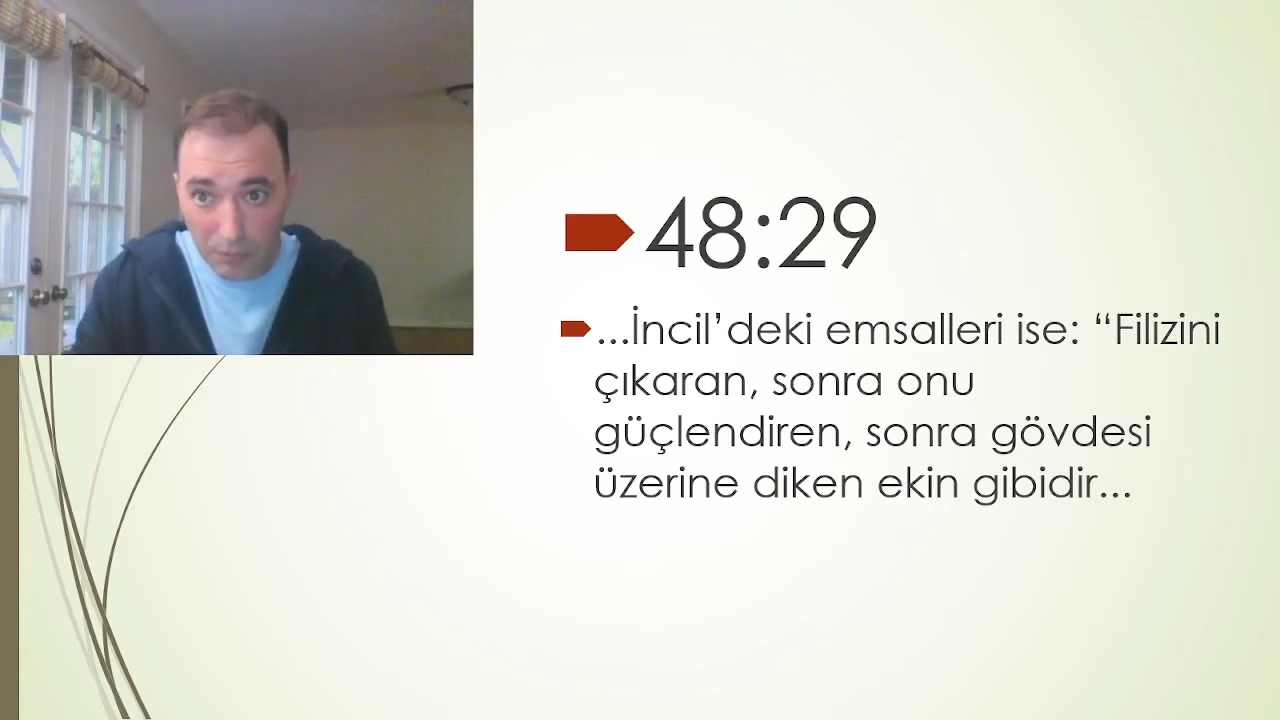 48:29
...İncil’deki emsalleri ise: “Filizini
çıkaran, sonra onu
güçlendiren, sonra gövdesi
üzerine diken ekin gibidir...